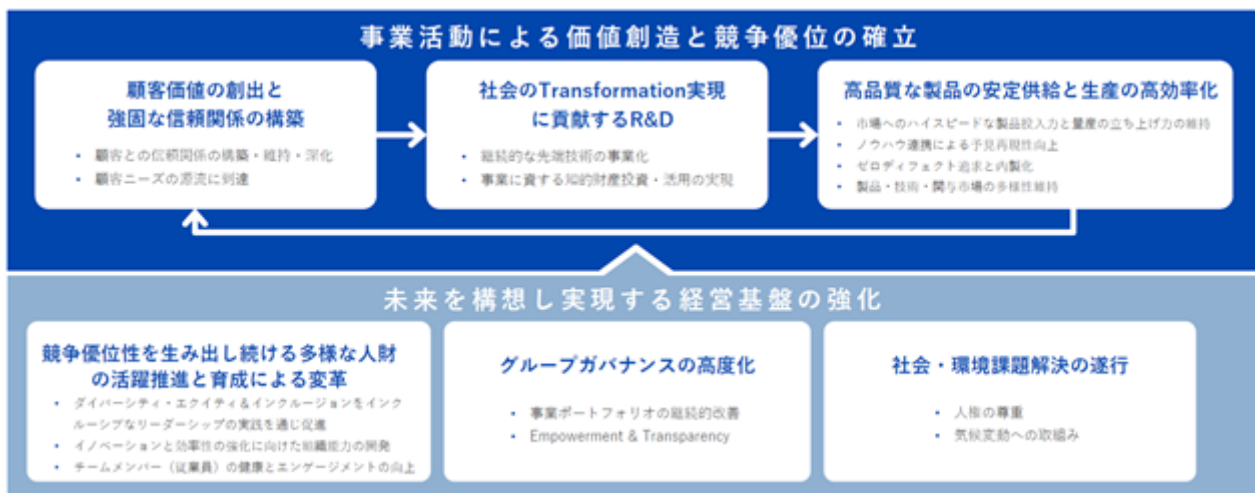 事業活動による価値創造と競争優位の確立
顧客価値の創出と
強固な信頼関係の構築
• 顧客との信頼関係の構築・維持・深化
• 顧客ニーズの源流に到達
社会のTransformation実現
に貢献するR&D
• 継続的な先端技術の事業化
• 事業に資する知的財産投資・活用の実現
高品質な製品の安定供給と生産の高効率化
• 市場へのハイスピードな製品投入力と量産の立ち上げ力の維持
• ノウハウ連携による予見再現性向上
• ゼロディフェクト追求と内製化
• 製品・技術・関与市場の多様性維持
未来を構想し実現する経営基盤の強化
競争優位性を生み出し続ける多様な人財
の活躍推進と育成による変革
• ダイバーシティ・エクイティ&インクルージョンをインク
ルーシブなリーダーシップの実践を通じ促進
• イノベーションと効率性の強化に向けた組織能力の開発
• チームメンバー（従業員）の健康とエンゲージメントの向上
グループガバナンスの高度化
• 事業ポートフォリオの継続的改善
• Empowerment & Transparency
社会・環境課題解決の遂行
• 人権の尊重
• 気候変動への取組み